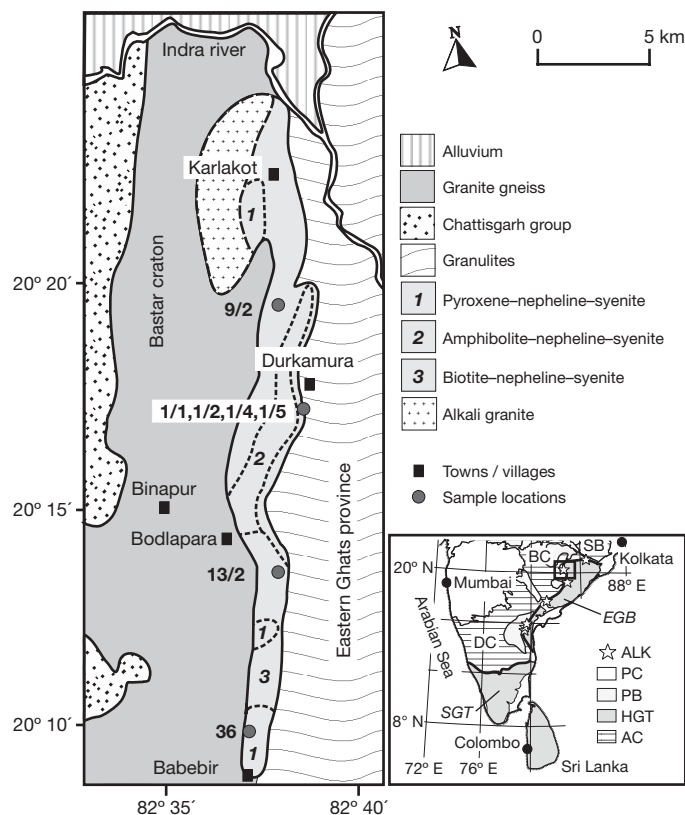 Indra river
N
0 5 km
Karlakot
1
Alluvium
Granite gneiss
Chattisgarh group
Granulites
1 Pyroxene–nepheline–syenite
2 Amphibolite–nepheline–syenite
3 Biotite–nepheline–syenite
Alkali granite
Towns / villages
Sample locations
Bastar craton
20° 20´
9/2
Durkamura
1/1,1/2,1/4,1/5
2
Eastern Ghats province
20° 15´
Binapur
Bodlapara
13/2
1
3
20° 10´
36
1
Babebir
82° 35´
82° 40´
20° N
BC
SB
Kolkata
Mumbai
88° E
Arabian Sea
EGB
DC
ALK
PC
PB
HGT
AC
SGT
8° N
Colombo
72° E
76° E
Sri Lanka